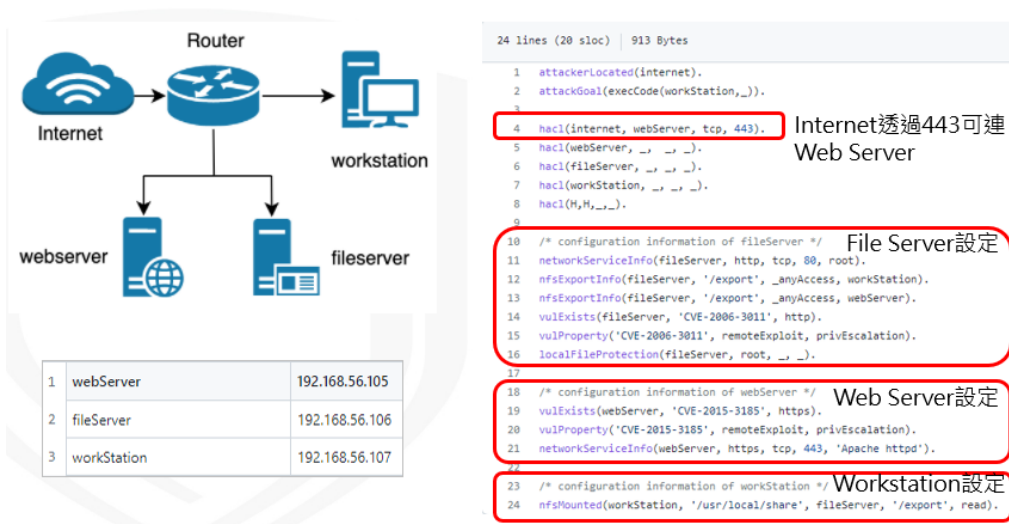 Router
Internet
workstation
webserver
fileserver
1 webServer 192.168.56.105
2 fileServer 192.168.56.106
3 workStation 192.168.56.107
24 lines (20 sloc) 913 Bytes
1 attackerLocated(internet).
2 attackGoal(execCode(workStation,_)).
3
4 hacl(internet, webServer, tcp, 443).
Internet透過443可連
Web Server
5 hacl(webServer, _, _, _).
6 hacl(fileServer, _, _, _).
7 hacl(workStation, _, _, _).
8 hacl(H,H,_,_).
9
10 /* configuration information of fileServer */
File Server設定
11 networkServiceInfo(fileServer, http, tcp, 80, root).
12 nfsExportInfo(fileServer, '/export', _anyAccess, workStation).
13 nfsExportInfo(fileServer, '/export', _anyAccess, webServer).
14 vulExists(fileServer, 'CVE-2006-3011', http).
15 vulProperty('CVE-2006-3011', remoteExploit, privEscalation).
16 localFileProtection(fileServer, root, _, _).
17
18 /* configuration information of webServer */
Web Server設定
19 vulExists(webServer, 'CVE-2015-3185', https).
20 vulProperty('CVE-2015-3185', remoteExploit, privEscalation).
21 networkServiceInfo(webServer, https, tcp, 443, 'Apache httpd').
22
23 /* configuration information of workStation */
Workstation設定
24 nfsMounted(workStation, '/usr/local/share', fileServer, '/export', read).